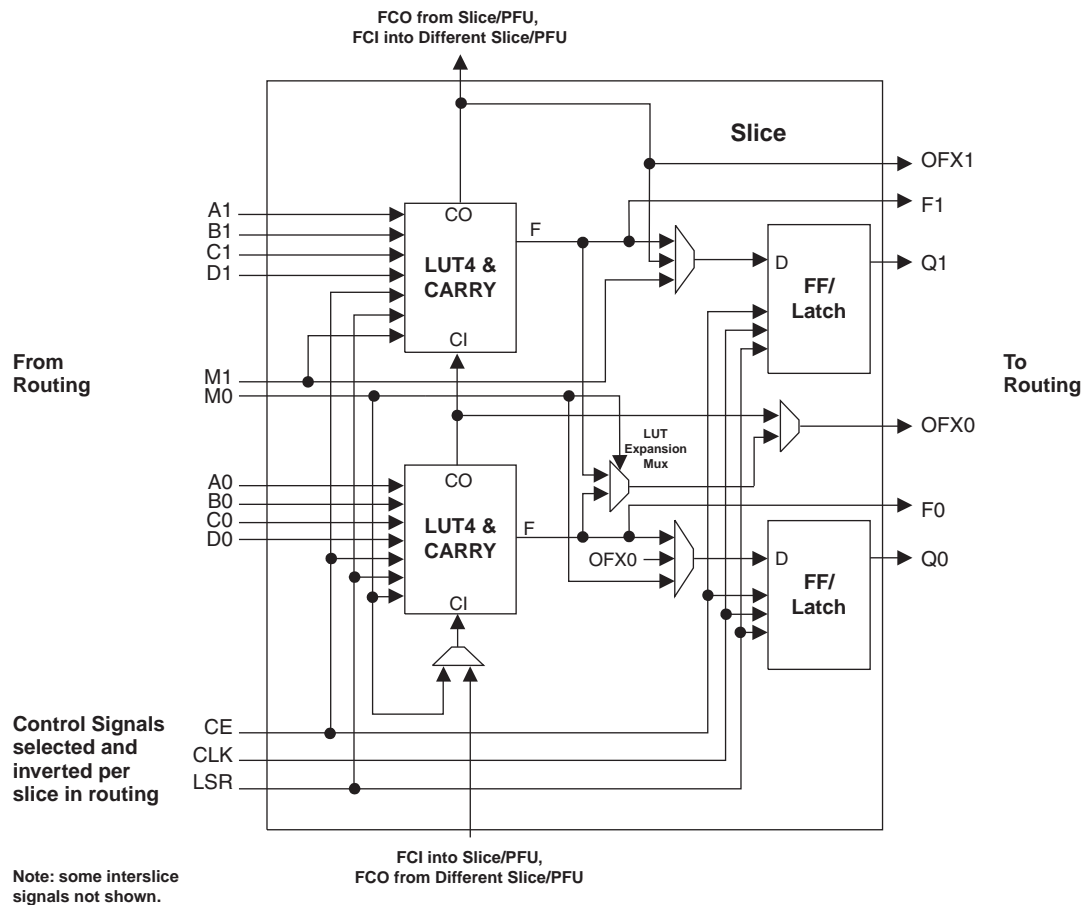 FCO from Slice/PFU,
FCI into Different Slice/PFU
Slice
OFX1
F1
A1
B1
C1
D1
CO
LUT4 &
CARRY
CI
F
D
FF/
Latch
Q1
From
Routing
M1
M0
To
Routing
LUT
Expansion
Mux
OFX0
A0
B0
C0
D0
CO
LUT4 &
CARRY
CI
F
OFX0
F0
D
FF/
Latch
Q0
Control Signals
selected and
inverted per
slice in routing
CE
CLK
LSR
FCI into Slice/PFU,
FCO from Different Slice/PFU
Note: some interslice
signals not shown.